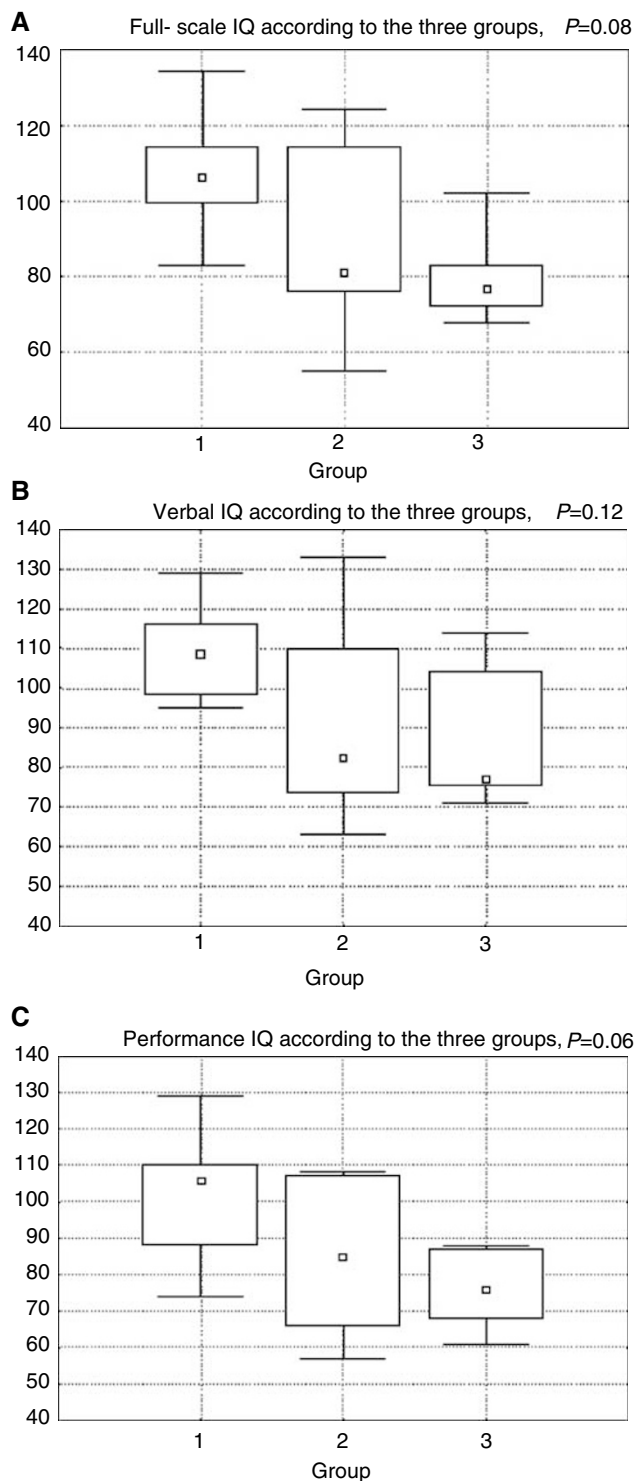 A
Full- scale IQ according to the three groups, P=0.08
140
120
100
80
60
40
1 2 3
Group
B
Verbal IQ according to the three groups, P=0.12
140
130
120
110
100
90
80
70
60
50
40
1 2 3
Group
C
Performance IQ according to the three groups, P=0.06
140
130
120
110
100
90
80
70
60
50
40
1 2 3
Group